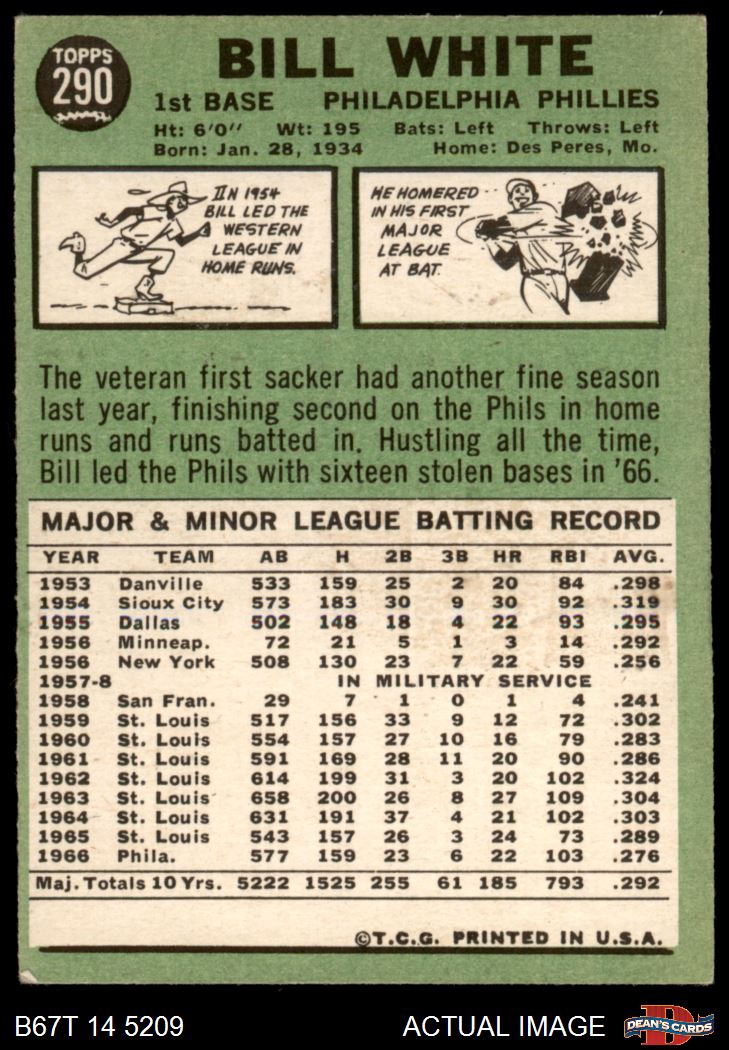 TOPPS
290
BILL WHITE
1st BASE PHILADELPHIA PHILLIES
Ht: 6'0" Wt: 195 Bats: Left Throws: Left
Born: Jan. 28, 1934 Home: Des Peres, Mo.
IN 1954
BILL LED THE
WESTERN
LEAGUE IN
HOME RUNS.
HE HOMERED
IN HIS FIRST
MAJOR
LEAGUE
AT BAT.
The veteran first sacker had another fine season
last year, finishing second on the Phils in home
runs and runs batted in. Hustling all the time,
Bill led the Phils with sixteen stolen bases in '66.
MAJOR & MINOR LEAGUE BATTING RECORD
YEAR TEAM AB H 2B 3B HR RBI AVG.
1953 Danville 533 159 25 2 20 84 .298
1954 Sioux City 573 183 30 9 30 92 .319
1955 Dallas 502 148 18 4 22 93 .295
1956 Minneap. 72 21 5 1 3 14 .292
1956 New York 508 130 23 7 22 59 .256
1957-8 IN MILITARY SERVICE
1958 San Fran. 29 7 1 0 1 4 .241
1959 St. Louis 517 156 33 9 12 72 .302
1960 St. Louis 554 157 27 10 16 79 .283
1961 St. Louis 591 169 28 11 20 90 .286
1962 St. Louis 614 199 31 3 20 102 .324
1963 St. Louis 658 200 26 8 27 109 .304
1964 St. Louis 631 191 37 4 21 102 .303
1965 St. Louis 543 157 26 3 24 73 .289
1966 Phila. 577 159 23 6 22 103 .276
Maj. Totals 10 Yrs. 5222 1525 255 61 185 793 .292
©T.C.G. PRINTED IN U.S.A.
B67T 14 5209 ACTUAL IMAGE
DEAN'S CARDS